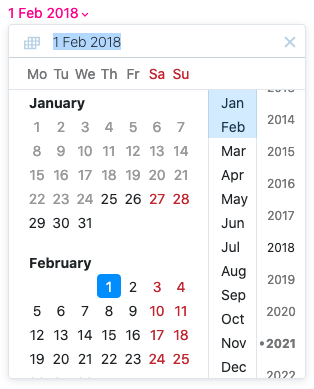 1 Feb 2018
1 Feb 2018
Mo Tu We Th Fr Sa Su
January
1 2 3 4 5 6 7
8 9 10 11 12 13 14
15 16 17 18 19 20 21
22 23 24 25 26 27 28
29 30 31
February
1 2 3 4
5 6 7 8 9 10 11
12 13 14 15 16 17 18
19 20 21 22 23 24 25
Jan
Feb
Mar
Apr
May
Jun
Jul
Aug
Sep
Oct
Nov
Dec
2013
2014
2015
2016
2017
2018
2019
2020
• 2021
2022